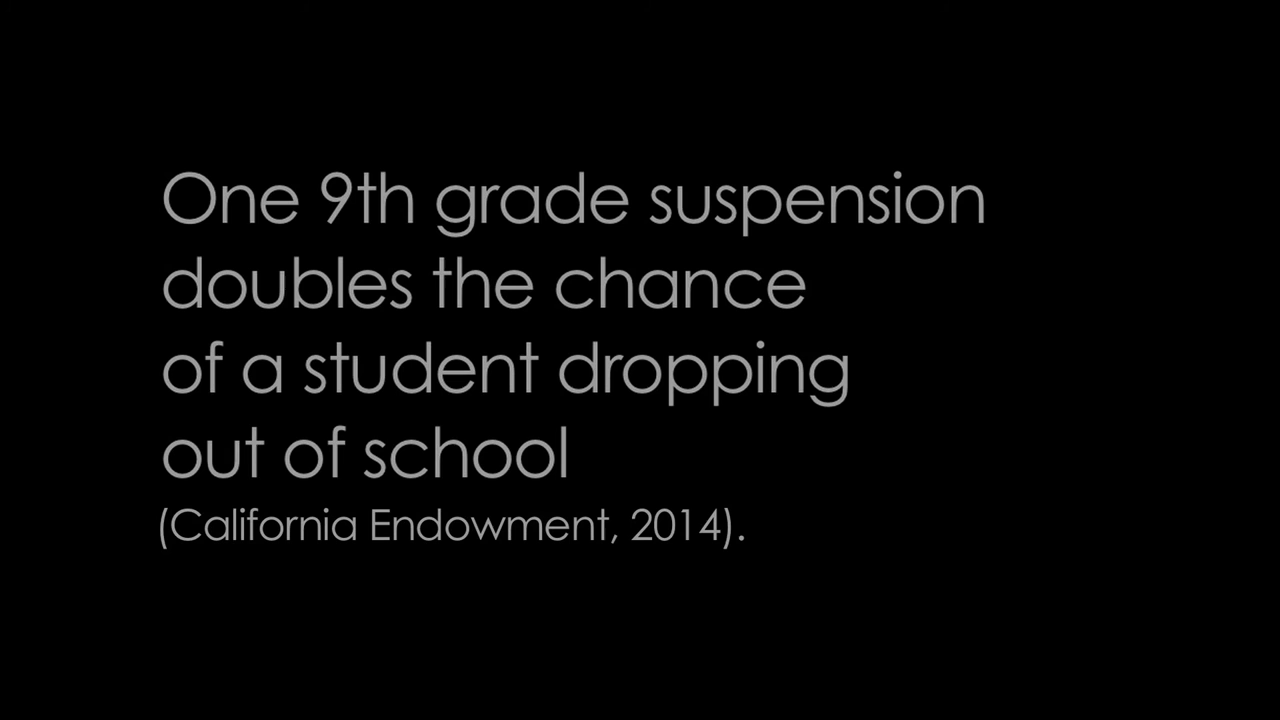 One 9th grade suspension
doubles the chance
of a student dropping
out of school
(California Endowment, 2014).